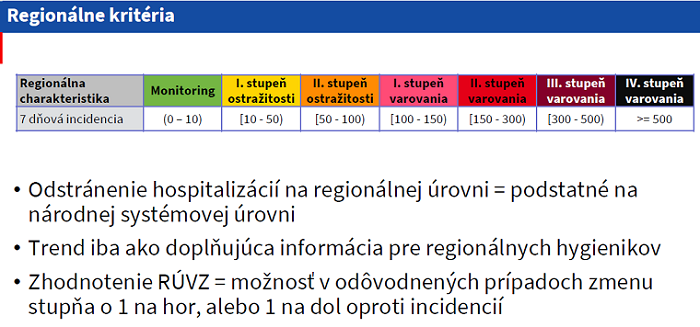 Regionálne kritéria
Regionálna charakteristika Monitoring I. stupeň ostražitosti II. stupeň ostražitosti I. stupeň varovania II. stupeň varovania III. stupeň varovania IV. stupeň varovania
7 dňová incidencia (0 – 10) [10 - 50) [50 - 100) [100 - 150) [150 - 300) [300 - 500) >= 500
• Odstránenie hospitalizácií na regionálnej úrovni = podstatné na
národnej systémovej úrovni
• Trend iba ako doplňujúca informácia pre regionálnych hygienikov
• Zhodnotenie RÚVZ = možnosť v odôvodnených prípadoch zmenu
stupňa o 1 na hor, alebo 1 na dol oproti incidencií